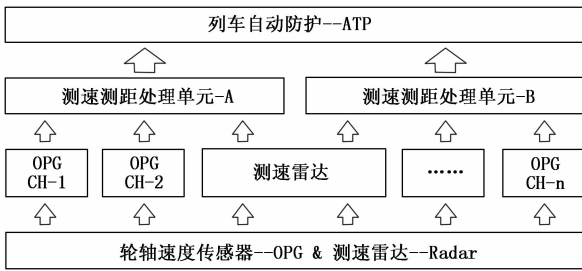 列车自动防护--ATP
测速测距处理单元-A
测速测距处理单元-B
OPG
CH-1
OPG
CH-2
测速雷达
……
OPG
CH-n
轮轴速度传感器--OPG & 测速雷达--Radar